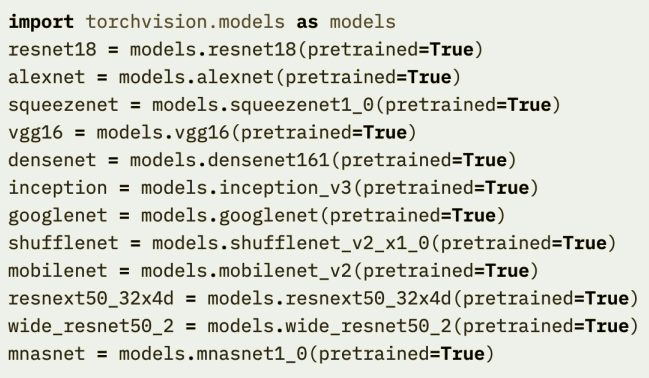 import torchvision.models as models
resnet18 = models.resnet18(pretrained=True)
alexnet = models.alexnet(pretrained=True)
squeezenet = models.squeezenet1_0(pretrained=True)
vgg16 = models.vgg16(pretrained=True)
densenet = models.densenet161(pretrained=True)
inception = models.inception_v3(pretrained=True)
googlenet = models.googlenet(pretrained=True)
shufflenet = models.shufflenet_v2_x1_0(pretrained=True)
mobilenet = models.mobilenet_v2(pretrained=True)
resnext50_32x4d = models.resnext50_32x4d(pretrained=True)
wide_resnet50_2 = models.wide_resnet50_2(pretrained=True)
mnasnet = models.mnasnet1_0(pretrained=True)